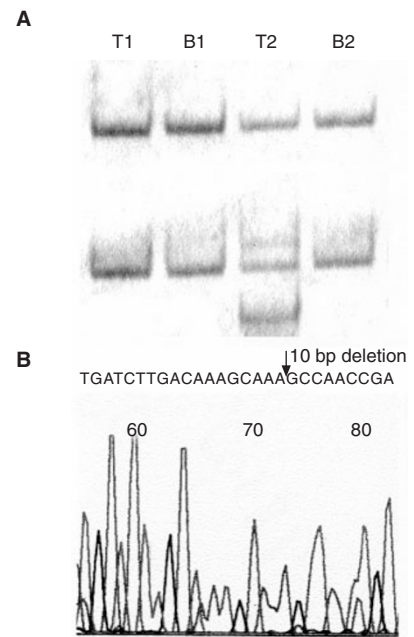 A
T1 B1 T2 B2
B
10 bp deletion
TGATCTTGACAAAGCAAAGCCAACCGA
60 70 80